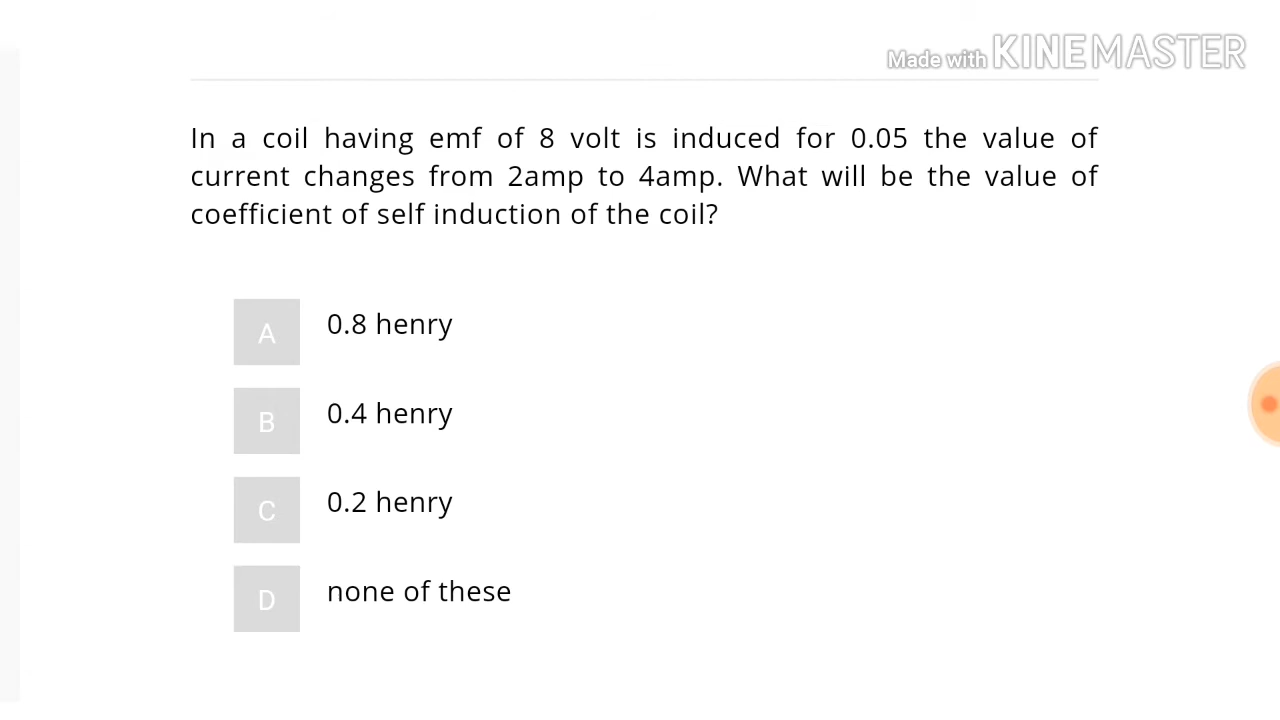 Made with KINEMASTER
In a coil having emf of 8 volt is induced for 0.05 the value of
current changes from 2amp to 4amp. What will be the value of
coefficient of self induction of the coil?
A 0.8 henry
B 0.4 henry
C 0.2 henry
D none of these